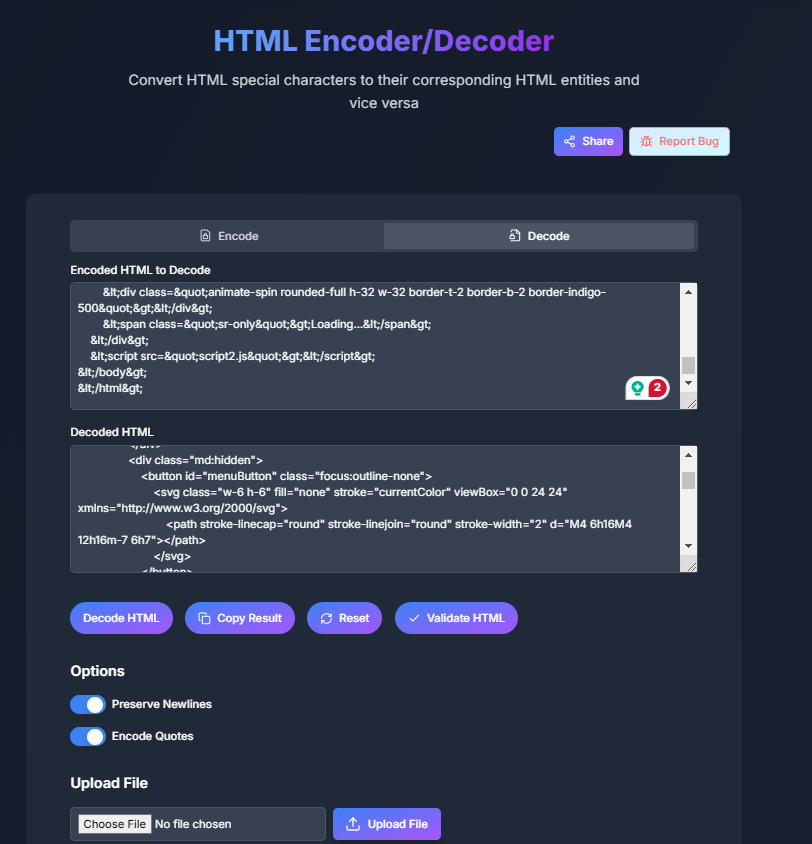 HTML Encoder/Decoder
Convert HTML special characters to their corresponding HTML entities and
vice versa
Share
Report Bug
Encode
Decode
Encoded HTML to Decode
&lt;div class=&quot;animate-spin rounded-full h-32 w-32 border-t-2 border-b-2 border-indigo-
500&quot;&gt;&lt;/div&gt;
&lt;span class=&quot;sr-only&quot;&gt;Loading...&lt;/span&gt;
&lt;/div&gt;
&lt;script src=&quot;script2.js&quot;&gt;&lt;/script&gt;
&lt;/body&gt;
&lt;/html&gt;
2
Decoded HTML
</div>
<div class="md:hidden">
<button id="menuButton" class="focus:outline-none">
<svg class="w-6 h-6" fill="none" stroke="currentColor" viewBox="0 0 24 24"
xmlns="http://www.w3.org/2000/svg">
<path stroke-linecap="round" stroke-linejoin="round" stroke-width="2" d="M4 6h16M4
12h16m-7 6h7"></path>
</svg>
</button>
Decode HTML
Copy Result
Reset
Validate HTML
Options
Preserve Newlines
Encode Quotes
Upload File
Choose File No file chosen
Upload File